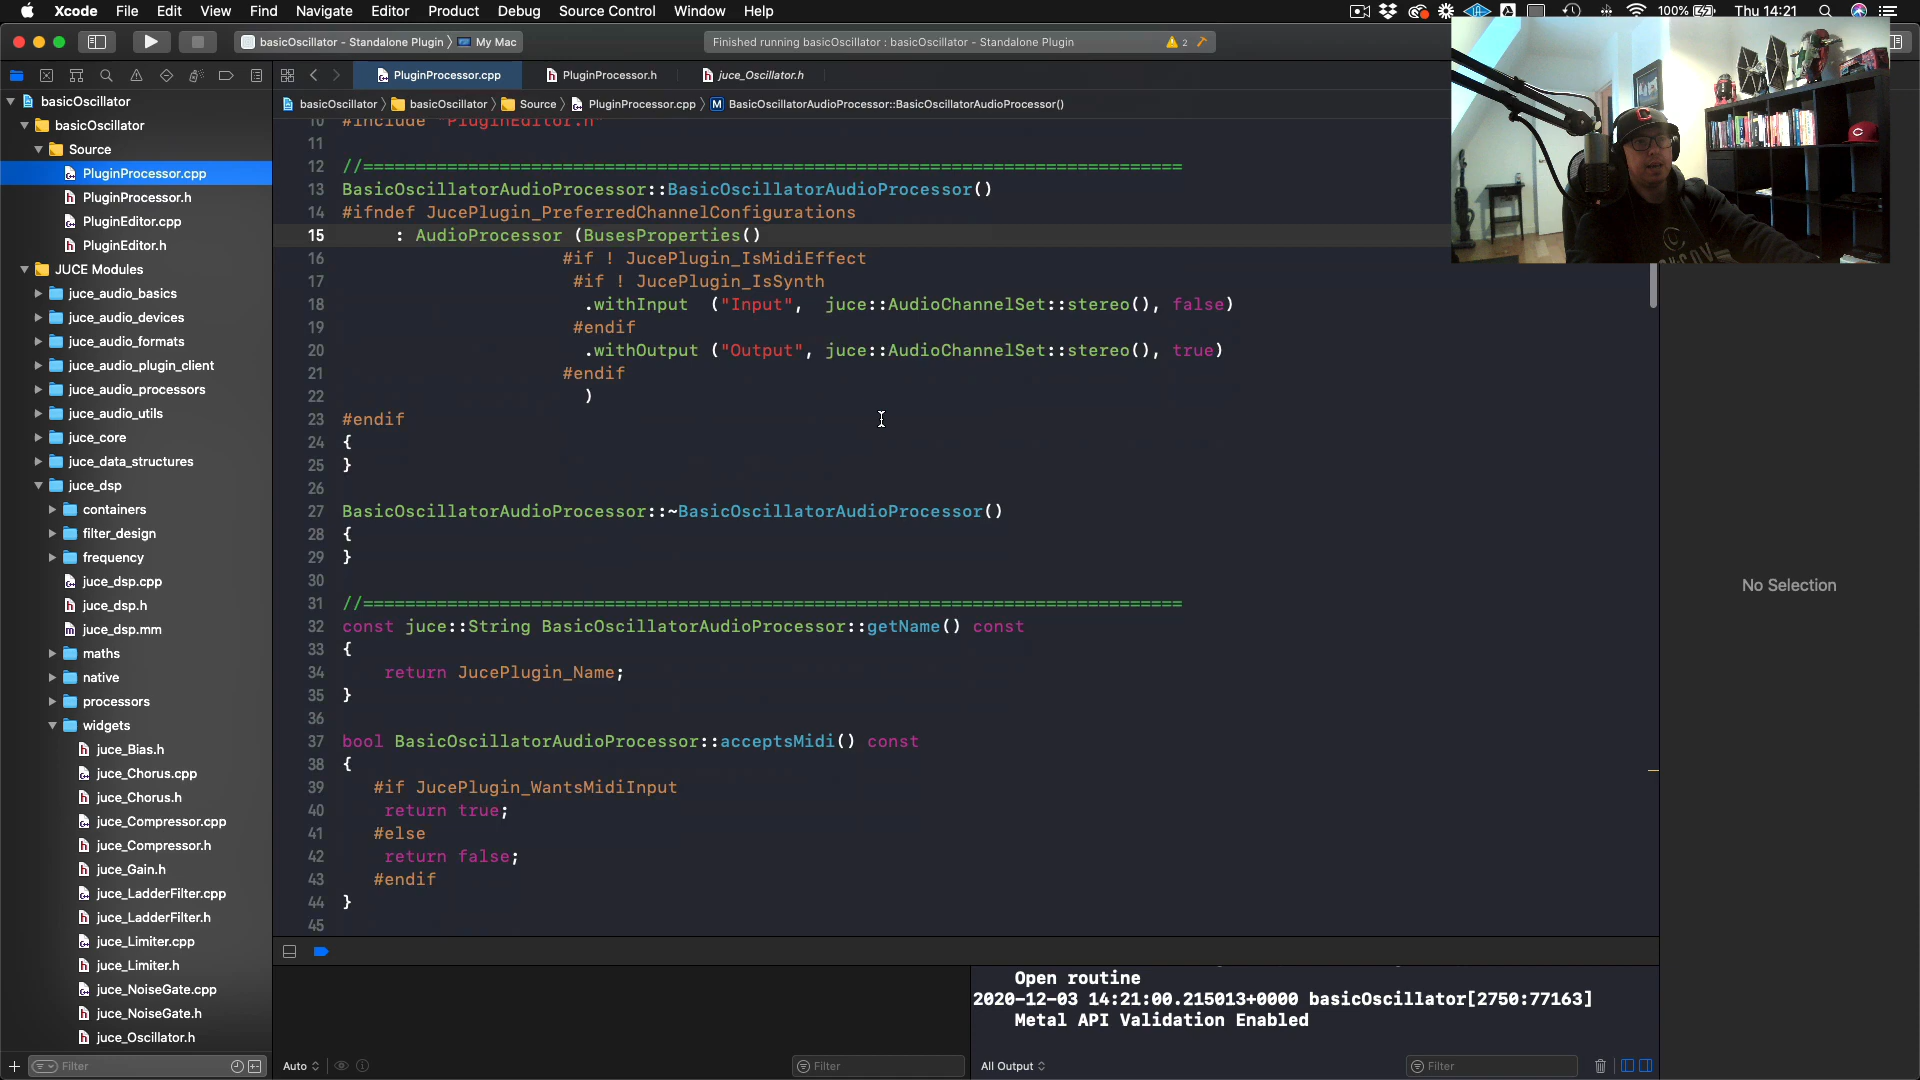 Xcode File Edit View Find Navigate Editor Product Debug Source Control Window Help 100% Thu 14:21
basicOscillator - Standalone Plugin My Mac Finished running basicOscillator : basicOscillator - Standalone Plugin 2
PluginProcessor.cpp PluginProcessor.h juce_Oscillator.h
basicOscillator basicOscillator Source PluginProcessor.cpp M BasicOscillatorAudioProcessor::BasicOscillatorAudioProcessor()
basicOscillator
basicOscillator
Source
PluginProcessor.cpp
PluginProcessor.h
PluginEditor.cpp
PluginEditor.h
JUCE Modules
juce_audio_basics
juce_audio_devices
juce_audio_formats
juce_audio_plugin_client
juce_audio_processors
juce_audio_utils
juce_core
juce_data_structures
juce_dsp
containers
filter_design
frequency
juce_dsp.cpp
juce_dsp.h
juce_dsp.mm
maths
native
processors
widgets
juce_Bias.h
juce_Chorus.cpp
juce_Chorus.h
juce_Compressor.cpp
juce_Compressor.h
juce_Gain.h
juce_LadderFilter.cpp
juce_LadderFilter.h
juce_Limiter.cpp
juce_Limiter.h
juce_NoiseGate.cpp
juce_NoiseGate.h
juce_Oscillator.h
Filter
10 #include "PluginEditor.h"
11
12 //==============================================================================
13 BasicOscillatorAudioProcessor::BasicOscillatorAudioProcessor()
14 #ifndef JucePlugin_PreferredChannelConfigurations
15 : AudioProcessor (BusesProperties()
16 #if ! JucePlugin_IsMidiEffect
17 #if ! JucePlugin_IsSynth
18 .withInput ("Input", juce::AudioChannelSet::stereo(), false)
19 #endif
20 .withOutput ("Output", juce::AudioChannelSet::stereo(), true)
21 #endif
22 )
23 #endif
24 {
25 }
26
27 BasicOscillatorAudioProcessor::~BasicOscillatorAudioProcessor()
28 {
29 }
30
31 //==============================================================================
32 const juce::String BasicOscillatorAudioProcessor::getName() const
33 {
34 return JucePlugin_Name;
35 }
36
37 bool BasicOscillatorAudioProcessor::acceptsMidi() const
38 {
39 #if JucePlugin_WantsMidiInput
40 return true;
41 #else
42 return false;
43 #endif
44 }
45
No Selection
Open routine
2020-12-03 14:21:00.215013+0000 basicOscillator[2750:77163]
Metal API Validation Enabled
Auto Filter All Output Filter